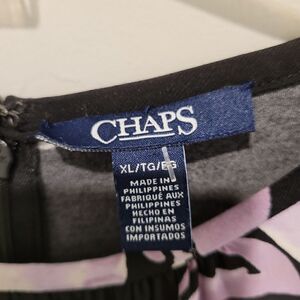 CHAPS
XL/TG/EG
MADE IN
PHILIPPINES
FABRIQUÉ AUX
PHILIPPINES
HECHO EN
FILIPINAS
CON INSUMOS
IMPORTADOS